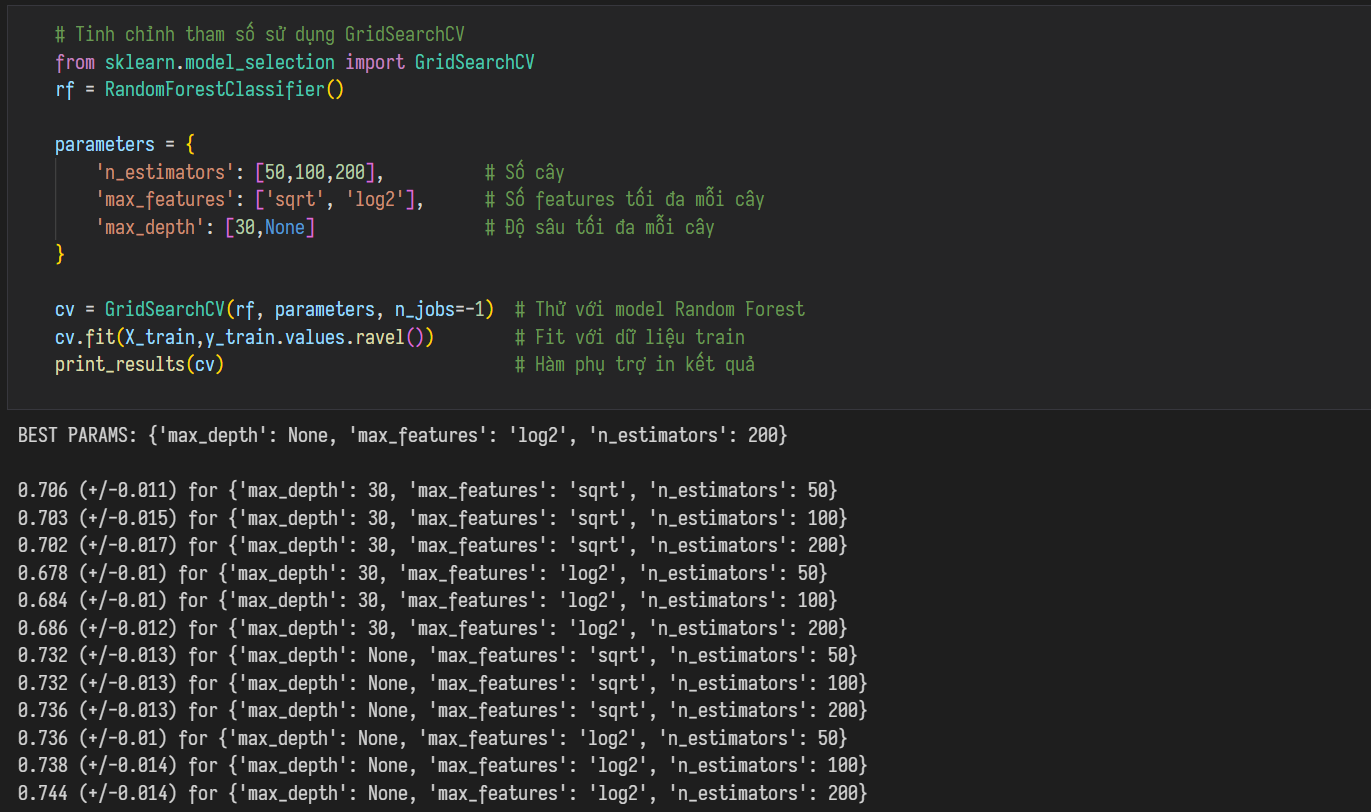 # Tinh chỉnh tham số sử dụng GridSearchCV
from sklearn.model_selection import GridSearchCV
rf = RandomForestClassifier()
parameters = {
'n_estimators': [50,100,200], # Số cây
'max_features': ['sqrt', 'log2'], # Số features tối đa mỗi cây
'max_depth': [30,None] # Độ sâu tối đa mỗi cây
}
cv = GridSearchCV(rf, parameters, n_jobs=-1) # Thử với model Random Forest
cv.fit(X_train,y_train.values.ravel()) # Fit với dữ liệu train
print_results(cv) # Hàm phụ trợ in kết quả
BEST PARAMS: {'max_depth': None, 'max_features': 'log2', 'n_estimators': 200}
0.706 (+/-0.011) for {'max_depth': 30, 'max_features': 'sqrt', 'n_estimators': 50}
0.703 (+/-0.015) for {'max_depth': 30, 'max_features': 'sqrt', 'n_estimators': 100}
0.702 (+/-0.017) for {'max_depth': 30, 'max_features': 'sqrt', 'n_estimators': 200}
0.678 (+/-0.01) for {'max_depth': 30, 'max_features': 'log2', 'n_estimators': 50}
0.684 (+/-0.01) for {'max_depth': 30, 'max_features': 'log2', 'n_estimators': 100}
0.686 (+/-0.012) for {'max_depth': 30, 'max_features': 'log2', 'n_estimators': 200}
0.732 (+/-0.013) for {'max_depth': None, 'max_features': 'sqrt', 'n_estimators': 50}
0.732 (+/-0.013) for {'max_depth': None, 'max_features': 'sqrt', 'n_estimators': 100}
0.736 (+/-0.013) for {'max_depth': None, 'max_features': 'sqrt', 'n_estimators': 200}
0.736 (+/-0.01) for {'max_depth': None, 'max_features': 'log2', 'n_estimators': 50}
0.738 (+/-0.014) for {'max_depth': None, 'max_features': 'log2', 'n_estimators': 100}
0.744 (+/-0.014) for {'max_depth': None, 'max_features': 'log2', 'n_estimators': 200}